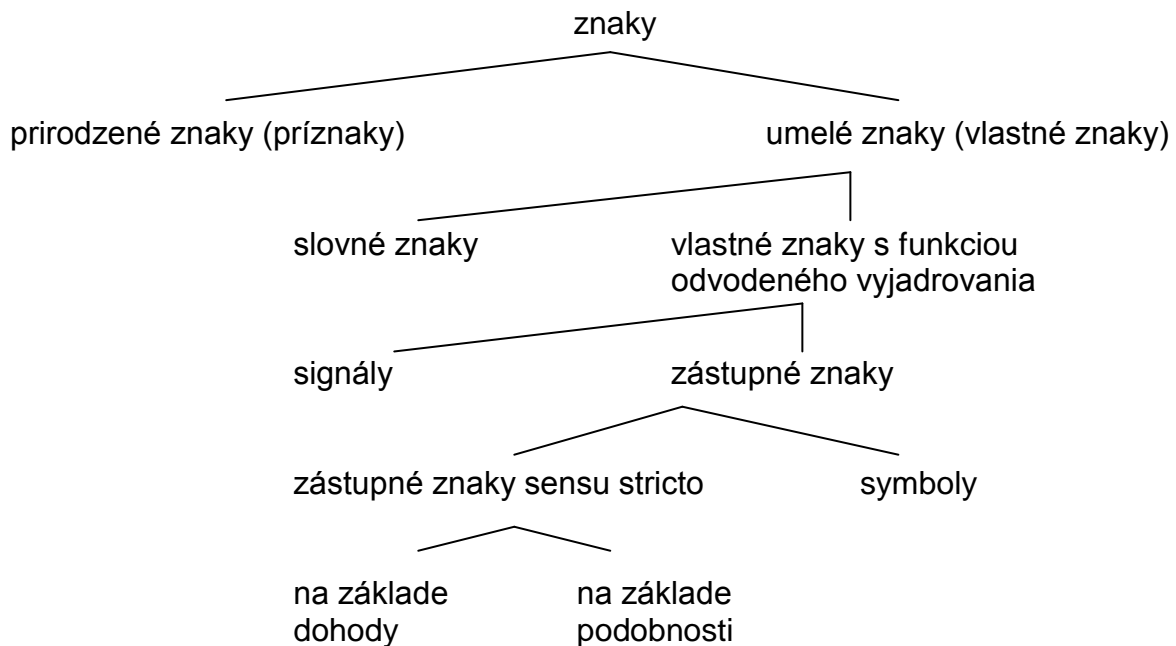 znaky
prirodzené znaky (príznaky)
umelé znaky (vlastné znaky)
slovné znaky
vlastné znaky s funkciou
odvodeného vyjadrovania
signály
zástupné znaky
zástupné znaky sensu stricto
symboly
na základe
dohody
na základe
podobnosti